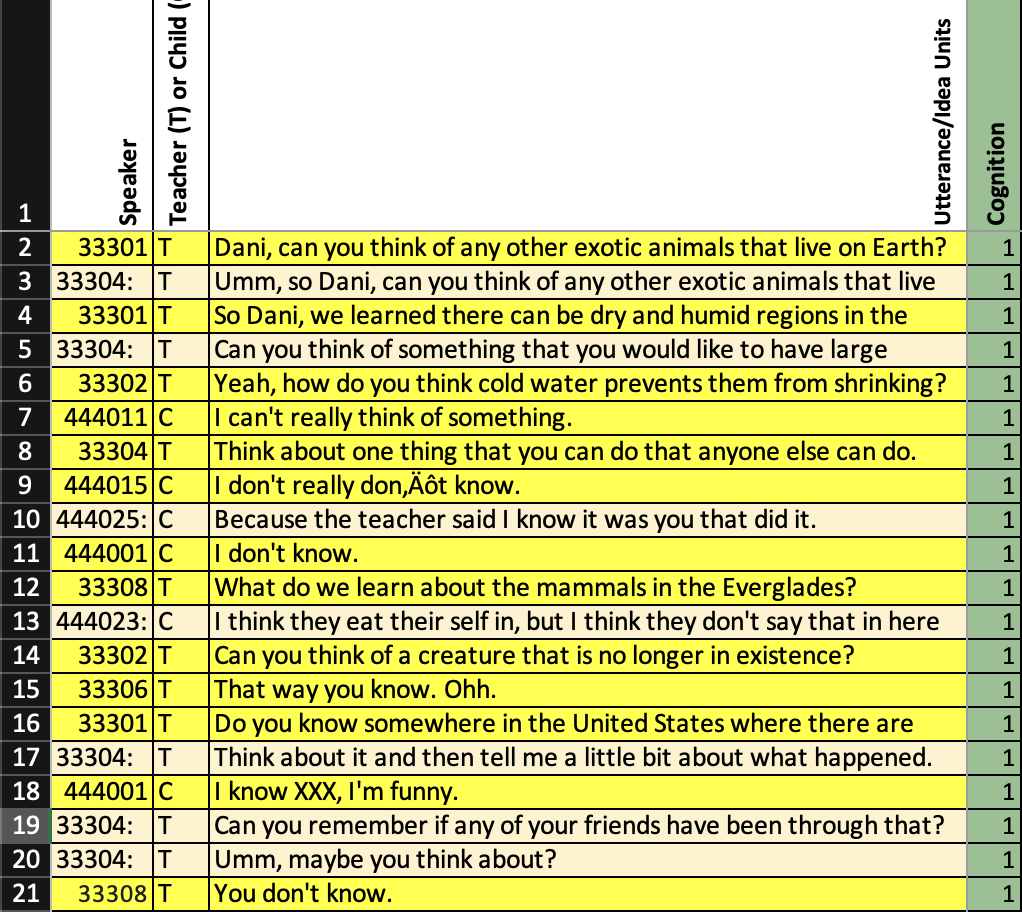 1 Speaker Teacher (T) or Child ( Utterance/Idea Units Cognition
2 33301 T Dani, can you think of any other exotic animals that live on Earth? 1
3 33304: T Umm, so Dani, can you think of any other exotic animals that live 1
4 33301 T So Dani, we learned there can be dry and humid regions in the 1
5 33304: T Can you think of something that you would like to have large 1
6 33302 T Yeah, how do you think cold water prevents them from shrinking? 1
7 444011 C I can't really think of something. 1
8 33304 T Think about one thing that you can do that anyone else can do. 1
9 444015 C I don't really don‚Äôt know. 1
10 444025: C Because the teacher said I know it was you that did it. 1
11 444001 C I don't know. 1
12 33308 T What do we learn about the mammals in the Everglades? 1
13 444023: C I think they eat their self in, but I think they don't say that in here 1
14 33302 T Can you think of a creature that is no longer in existence? 1
15 33306 T That way you know. Ohh. 1
16 33301 T Do you know somewhere in the United States where there are 1
17 33304: T Think about it and then tell me a little bit about what happened. 1
18 444001 C I know XXX, I'm funny. 1
19 33304: T Can you remember if any of your friends have been through that? 1
20 33304: T Umm, maybe you think about? 1
21 33308 T You don't know. 1